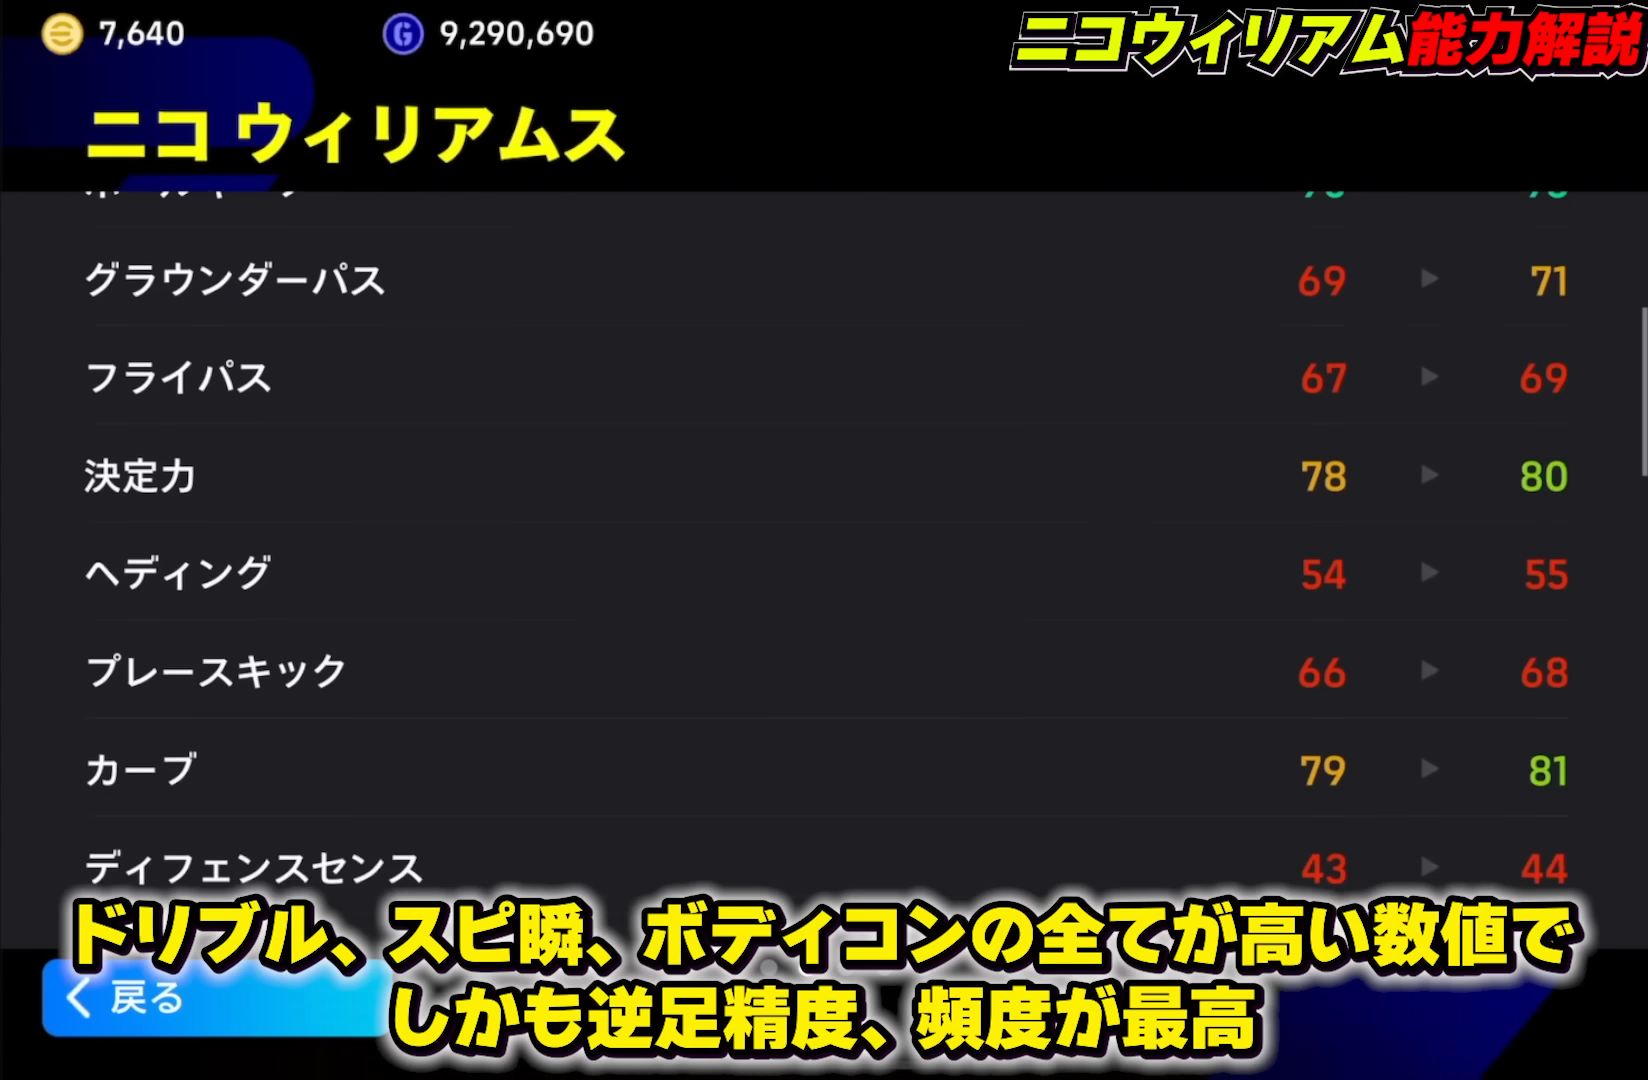 7,640
9,290,690
ニコウィリアム能力解説
ニコ ウィリアムス
グラウンダーパス 69 ▶ 71
フライパス 67 ▶ 69
決定力 78 ▶ 80
ヘディング 54 ▶ 55
プレースキック 66 ▶ 68
カーブ 79 ▶ 81
ディフェンスセンス 43 ▶ 44
ドリブル、スピ瞬、ボディコンの全てが高い数値で
しかも逆足精度、頻度が最高
戻る